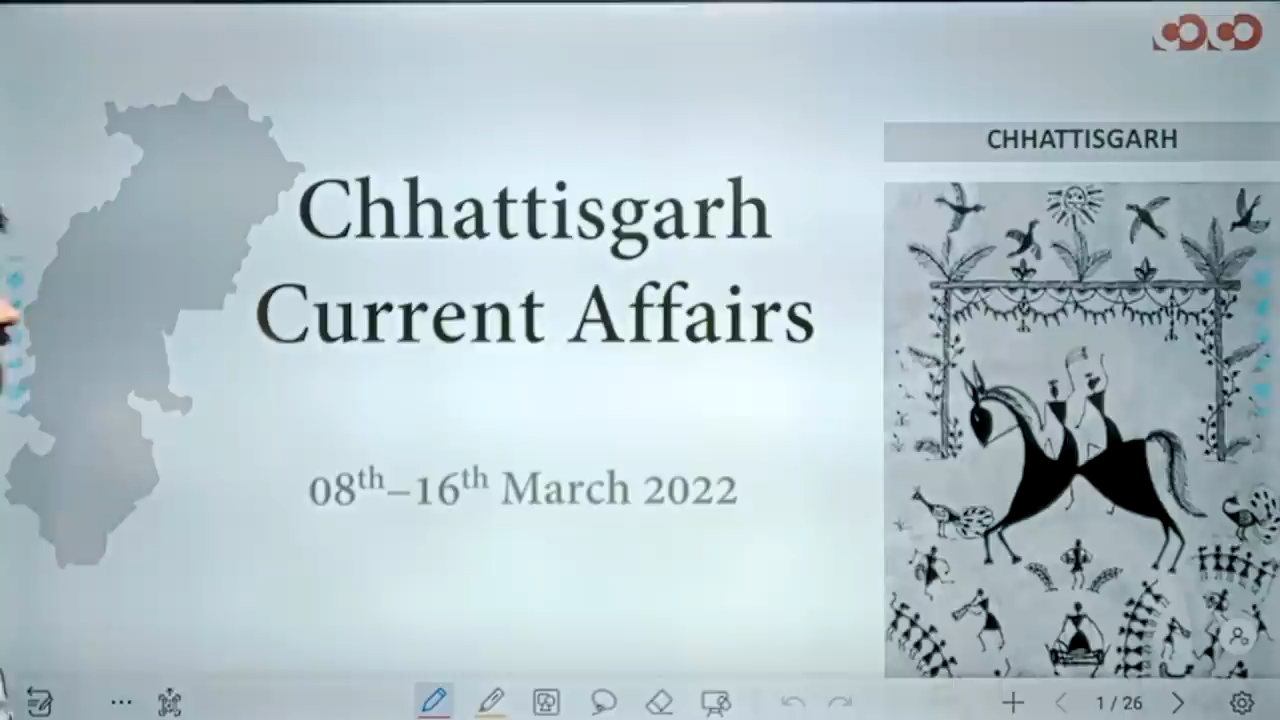 CHHATTISGARH
Chhattisgarh
Current Affairs
08th–16th March 2022
1 / 26